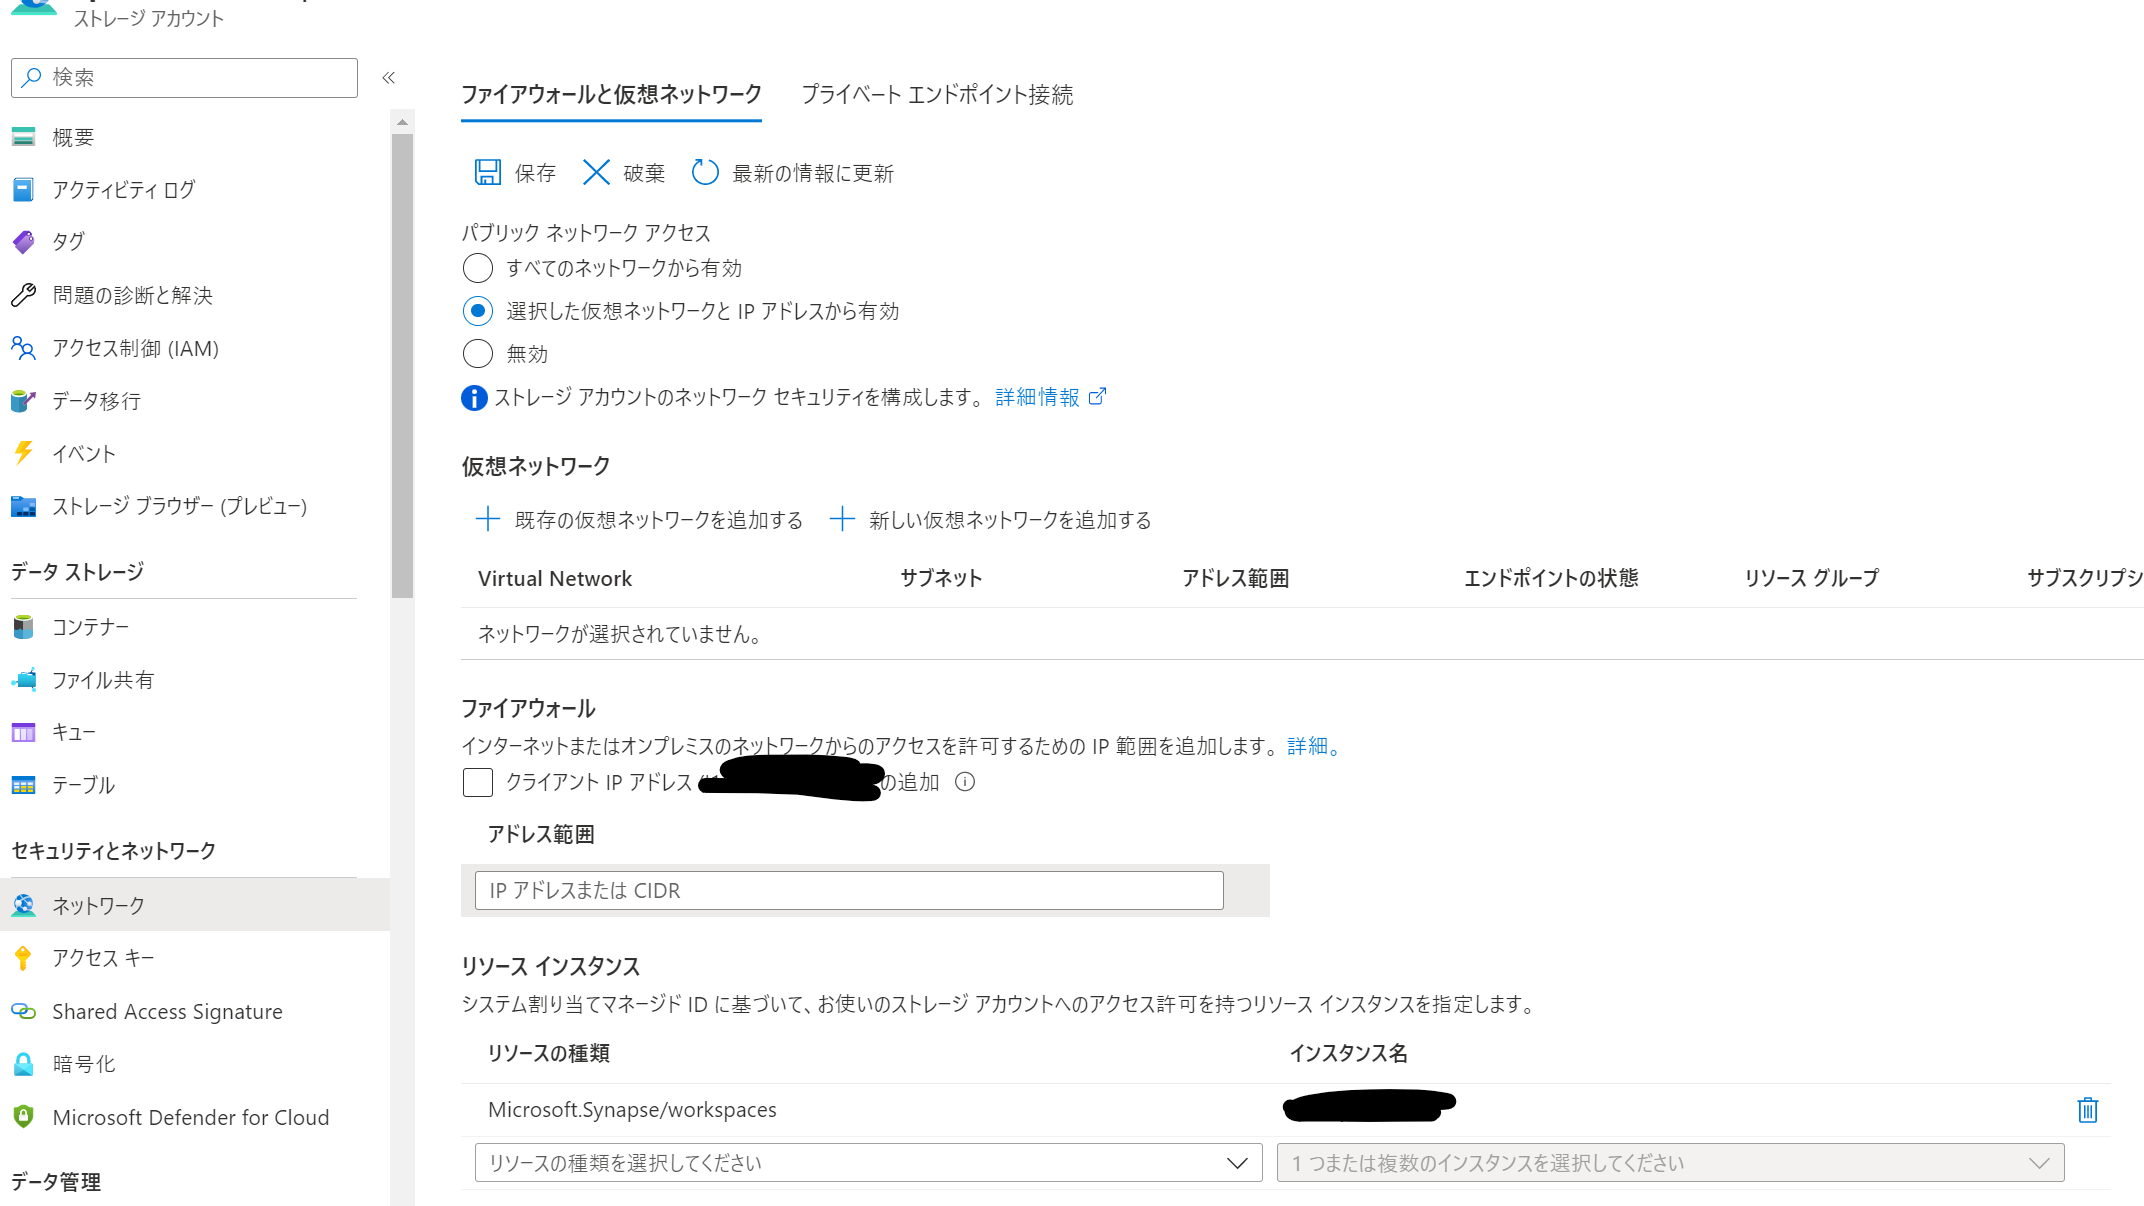 ストレージ アカウント
検索
«
概要
アクティビティ ログ
タグ
問題の診断と解決
アクセス制御 (IAM)
データ移行
イベント
ストレージ ブラウザー (プレビュー)
データ ストレージ
コンテナー
ファイル共有
キュー
テーブル
セキュリティとネットワーク
ネットワーク
アクセス キー
Shared Access Signature
暗号化
Microsoft Defender for Cloud
データ管理
ファイアウォールと仮想ネットワーク プライベート エンドポイント接続
保存 破棄 最新の情報に更新
パブリック ネットワーク アクセス
すべてのネットワークから有効
選択した仮想ネットワークと IP アドレスから有効
無効
ストレージ アカウントのネットワーク セキュリティを構成します。 詳細情報
仮想ネットワーク
既存の仮想ネットワークを追加する 新しい仮想ネットワークを追加する
Virtual Network サブネット アドレス範囲 エンドポイントの状態 リソース グループ サブスクリプシ
ネットワークが選択されていません。
ファイアウォール
インターネットまたはオンプレミスのネットワークからのアクセスを許可するための IP 範囲を追加します。 詳細。
クライアント IP アドレス の追加
アドレス範囲
IP アドレスまたは CIDR
リソース インスタンス
システム割り当てマネージド ID に基づいて、お使いのストレージ アカウントへのアクセス許可を持つリソース インスタンスを指定します。
リソースの種類 インスタンス名
Microsoft.Synapse/workspaces
リソースの種類を選択してください 1 つまたは複数のインスタンスを選択してください